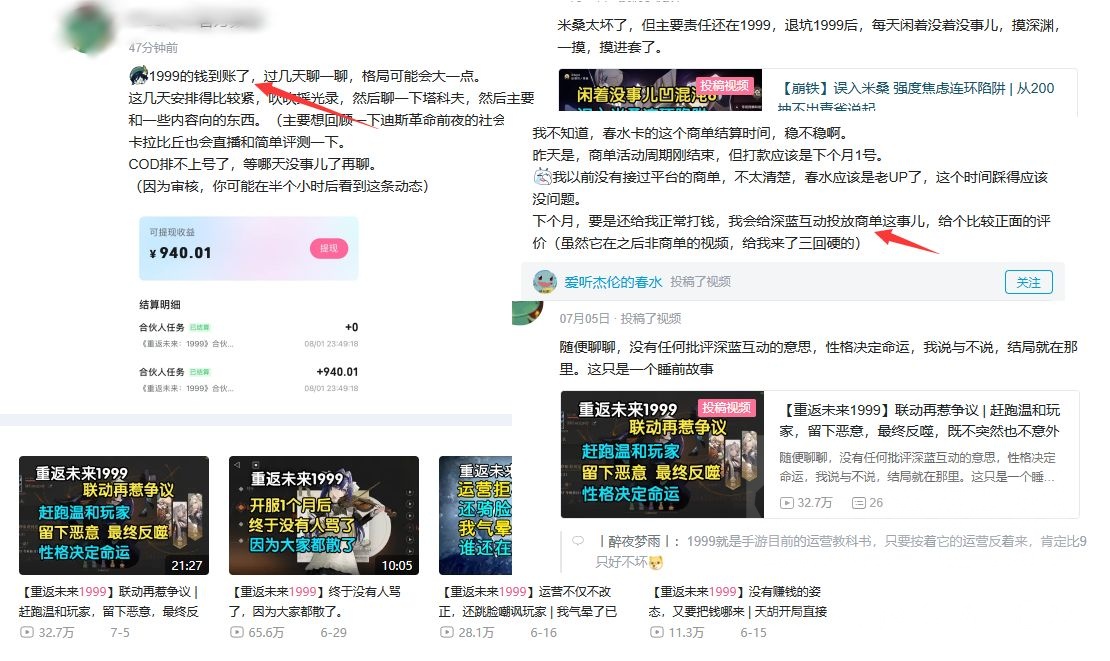 47分钟前
1999的钱到账了，过几天聊一聊，格局可能会大一点。
这几天安排得比较紧，吹吹摇光录，然后聊一下塔科夫，然后主要
和一些内容向的东西。（主要想回顾一下迪斯革命前夜的社会
卡拉比丘也会直播和简单评测一下。
COD排不上号了，等哪天没事儿了再聊。
（因为审核，你可能在半个小时后看到这条动态）
可提现收益
¥ 940.01
提现
结算明细
合伙人任务 已结算 +0
《重返未来：1999》合伙... 08/01 23:49:18
合伙人任务 已结算 +940.01
《重返未来：1999》合伙... 08/01 23:49:18
米桑太坏了，但主要责任还在1999，退坑1999后，每天闲着没着没事儿，摸深渊，
一摸，摸进套了。
闲着没事儿凹混沌
投稿视频
【崩铁】误入米桑 强度焦虑连环陷阱 | 从200
我不知道，春水卡的这个商单结算时间，稳不稳啊。
昨天是，商单活动周期刚结束，但打款应该是下个月1号。
我以前没有接过平台的商单，不太清楚，春水应该是老UP了，这个时间踩得应该
没问题。
下个月，要是还给我正常打钱，我会给深蓝互动投放商单这事儿，给个比较正面的评
价（虽然它在之后非商单的视频，给我来了三回硬的）
爱听杰伦的春水 投稿了视频
关注
07月05日 · 投稿了视频
随便聊聊，没有任何批评深蓝互动的意思，性格决定命运，我说与不说，结局就在那
里。这只是一个睡前故事
重返未来1999
投稿视频
联动再惹争议
赶跑温和玩家
留下恶意 最终反噬
性格决定命运
【重返未来1999】联动再惹争议 | 赶跑温和玩
家，留下恶意，最终反噬，既不突然也不意外
随便聊聊，没有任何批评深蓝互动的意思，性格决定
命运，我说与不说，结局就在那里。这只是一个睡...
32.7万 26
丨醉夜梦雨丨：1999就是手游目前的运营教科书，只要按着它的运营反着来，肯定比9
只好不坏
重返未来1999
联动再惹争议
赶跑温和玩家
留下恶意 最终反噬
性格决定命运
21:27
【重返未来1999】联动再惹争议 |
赶跑温和玩家，留下恶意，最终反
32.7万 7-5
重返未来1999
开服1个月后
终于没有人骂了
因为大家都散了
10:05
【重返未来1999】终于没有人骂
了，因为大家都散了。
65.6万 6-29
重返未来
运营拒
还骑脸
我气晕
谁还在
【重返未来1999】运营不仅不改
正，还跳脸嘲讽玩家 | 我气晕了已
28.1万 6-16
【重返未来1999】没有赚钱的姿
态，又要把钱哪来 | 天胡开局直接
11.3万 6-15